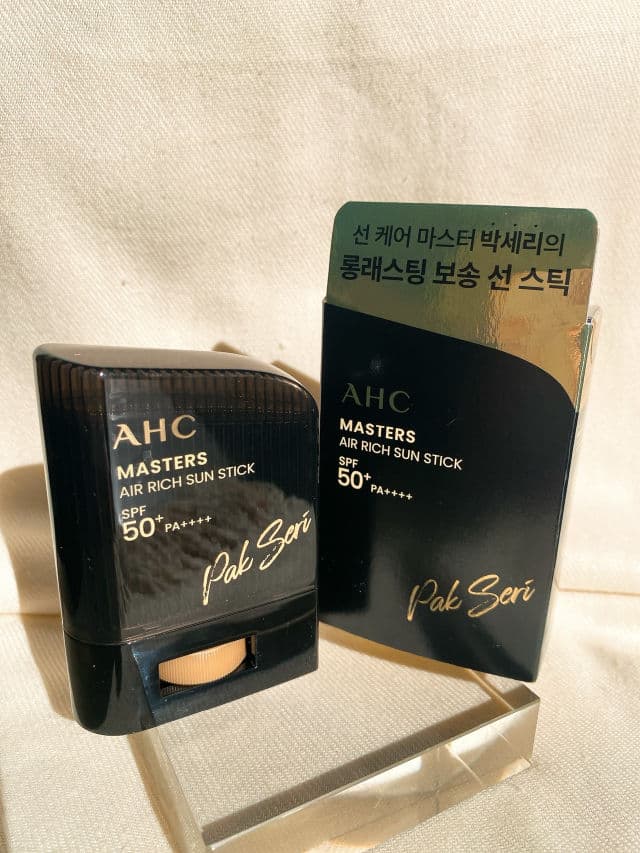 AHC
MASTERS
AIR RICH SUN STICK
SPF
50+ PA++++
Pak Seri
선 케어 마스터 박세리의
롱래스팅 보송 선 스틱
AHC
MASTERS
AIR RICH SUN STICK
SPF
50+ PA++++
Pak Seri